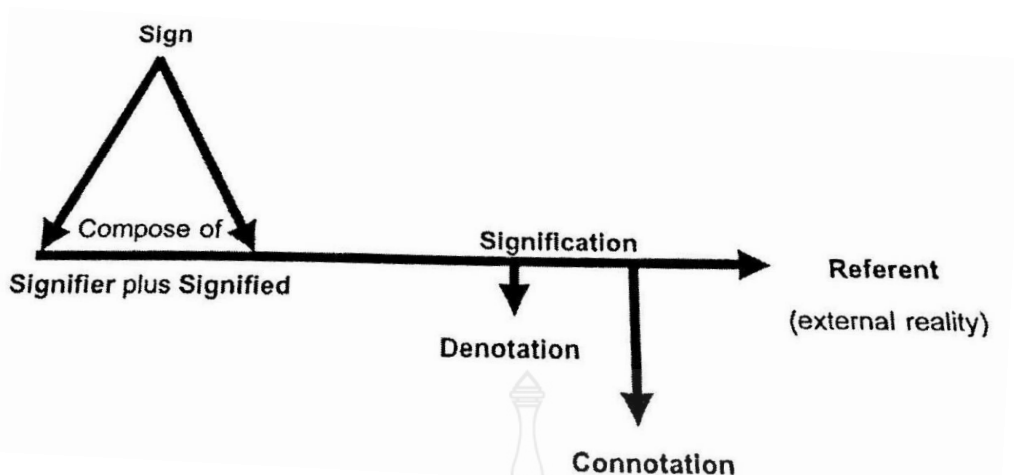 Sign
Compose of
Signification
Signifier plus Signified
Referent
(external reality)
Denotation
Connotation